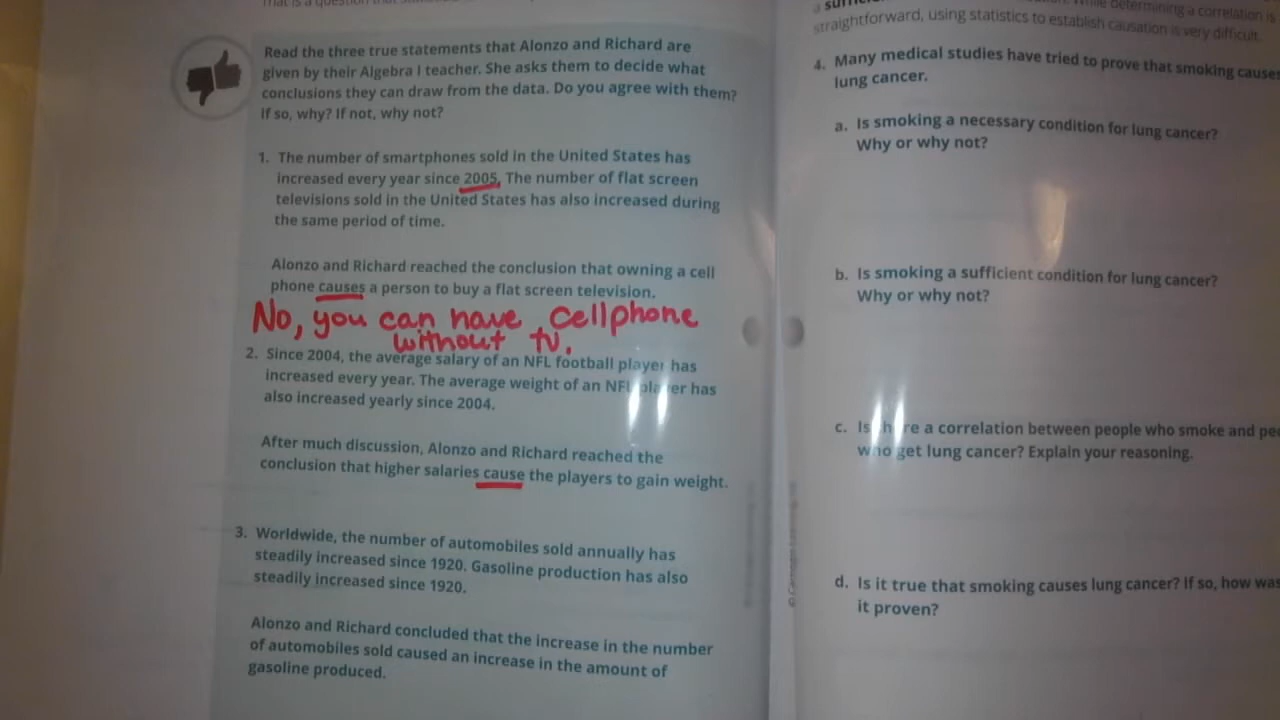 That is a question that
Read the three true statements that Alonzo and Richard are
given by their Algebra I teacher. She asks them to decide what
conclusions they can draw from the data. Do you agree with them?
If so, why? If not, why not?
1. The number of smartphones sold in the United States has
increased every year since 2005. The number of flat screen
televisions sold in the United States has also increased during
the same period of time.
Alonzo and Richard reached the conclusion that owning a cell
phone causes a person to buy a flat screen television.
No, you can have cellphone
without tv.
2. Since 2004, the average salary of an NFL football player has
increased every year. The average weight of an NFL player has
also increased yearly since 2004.
After much discussion, Alonzo and Richard reached the
conclusion that higher salaries cause the players to gain weight.
3. Worldwide, the number of automobiles sold annually has
steadily increased since 1920. Gasoline production has also
steadily increased since 1920.
Alonzo and Richard concluded that the increase in the number
of automobiles sold caused an increase in the amount of
gasoline produced.
a While determining a correlation is
straightforward, using statistics to establish causation is very difficult.
4. Many medical studies have tried to prove that smoking causes
lung cancer.
a. Is smoking a necessary condition for lung cancer?
Why or why not?
b. Is smoking a sufficient condition for lung cancer?
Why or why not?
c. Is there a correlation between people who smoke and
who get lung cancer? Explain your reasoning.
d. Is it true that smoking causes lung cancer? If so, how was
it proven?
© Carnegie Learning